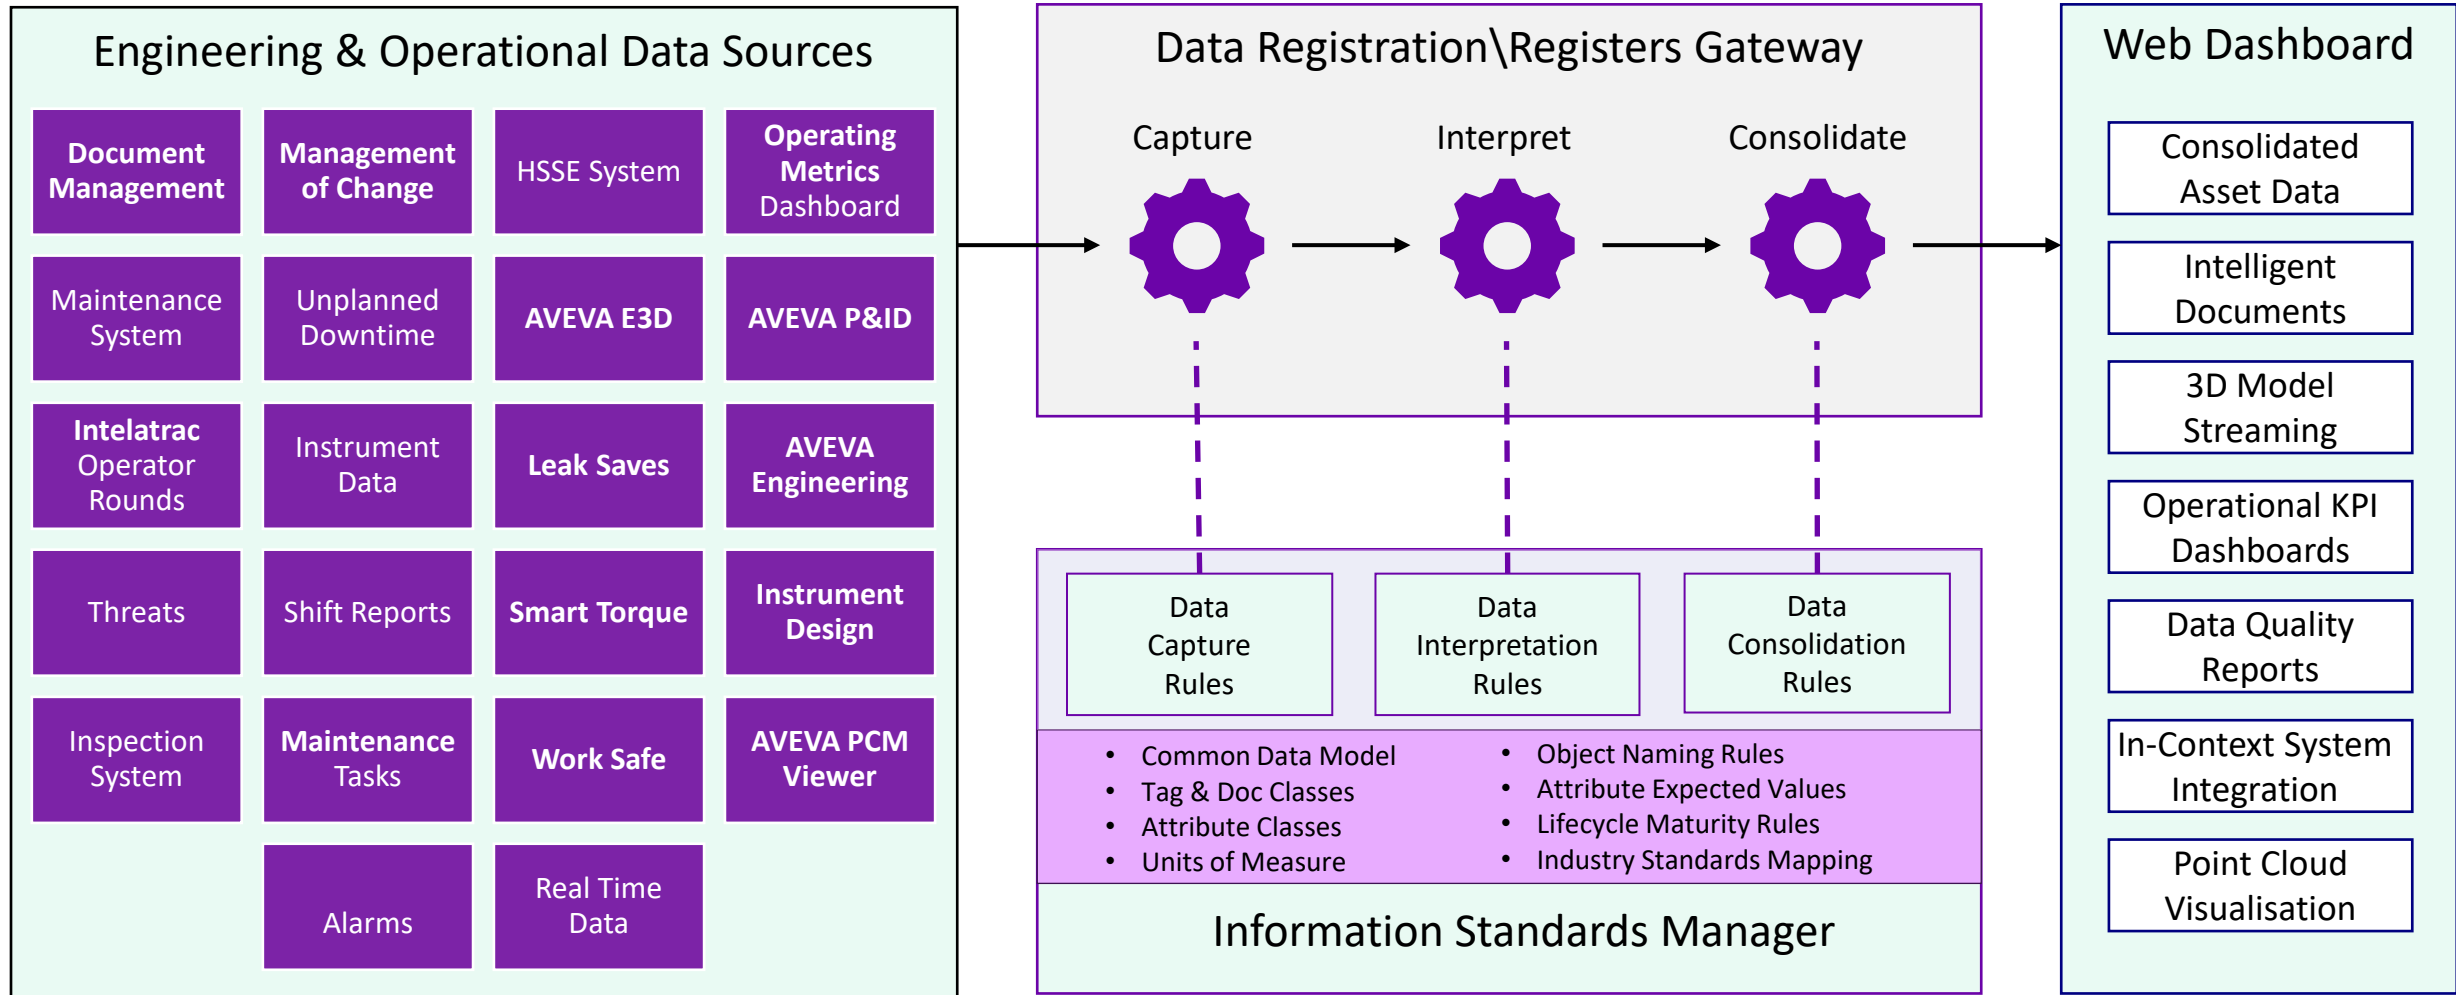 Engineering & Operational Data Sources
Document
Management
Management
of Change
HSSE System
Operating
Metrics
Dashboard
Maintenance
System
Unplanned
Downtime
AVEVA E3D
AVEVA P&ID
Intelatrac
Operator
Rounds
Instrument
Data
Leak Saves
AVEVA
Engineering
Threats
Shift Reports
Smart Torque
Instrument
Design
Inspection
System
Maintenance
Tasks
Work Safe
AVEVA PCM
Viewer
Alarms
Real Time
Data
Data Registration\Registers Gateway
Capture
Interpret
Consolidate
Data
Capture
Rules
Data
Interpretation
Rules
Data
Consolidation
Rules
• Common Data Model
• Tag & Doc Classes
• Attribute Classes
• Units of Measure
• Object Naming Rules
• Attribute Expected Values
• Lifecycle Maturity Rules
• Industry Standards Mapping
Information Standards Manager
Web Dashboard
Consolidated
Asset Data
Intelligent
Documents
3D Model
Streaming
Operational KPI
Dashboards
Data Quality
Reports
In-Context System
Integration
Point Cloud
Visualisation